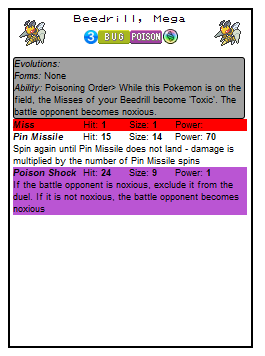 Beedrill, Mega
3 BUG POISON
Evolutions:
Forms: None
Ability: Poisoning Order> While this Pokemon is on the
field, the Misses of your Beedrill become 'Toxic'. The
battle opponent becomes noxious.
Miss Hit: 1 Size: 1 Power:
Pin Missile Hit: 15 Size: 14 Power: 70
Spin again until Pin Missile does not land - damage is
multiplied by the number of Pin Missile spins
Poison Shock Hit: 24 Size: 9 Power: 1
If the battle opponent is noxious, exclude it from the
duel. If it is not noxious, the battle opponent becomes
noxious